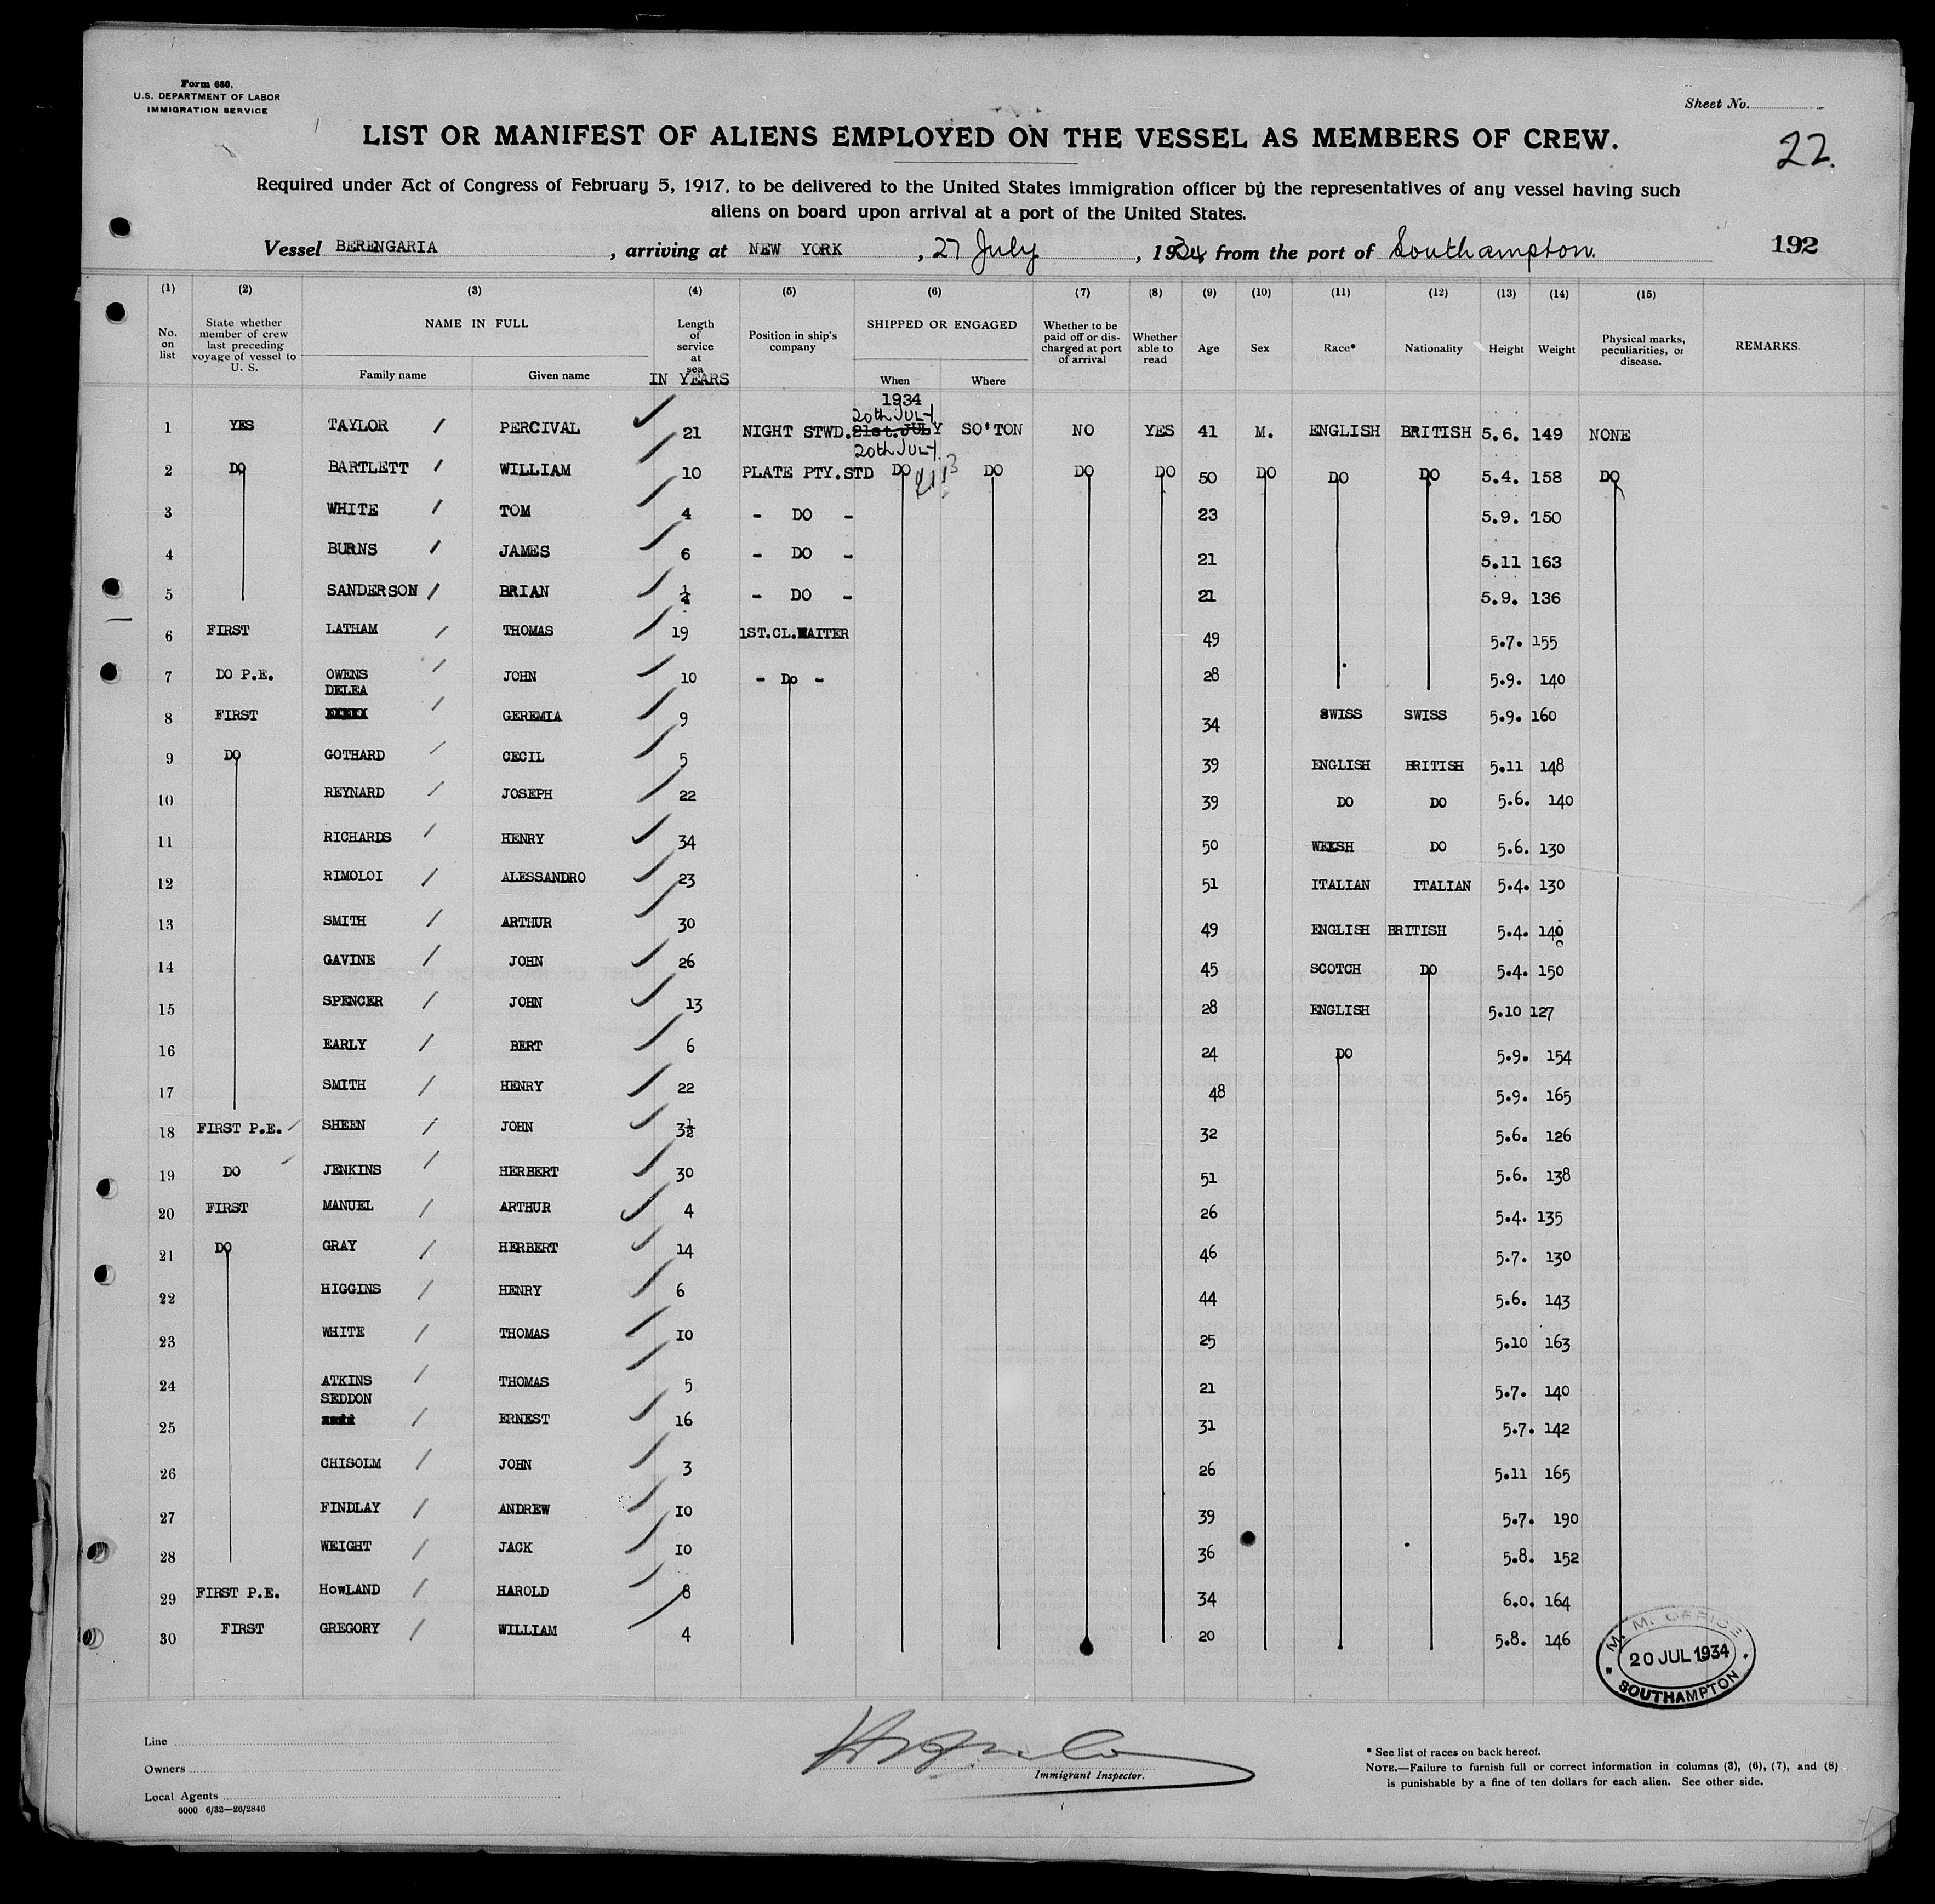 Form 680.
U.S. DEPARTMENT OF LABOR
IMMIGRATION SERVICE
Sheet No.
LIST OR MANIFEST OF ALIENS EMPLOYED ON THE VESSEL AS MEMBERS OF CREW.
22.
Required under Act of Congress of February 5, 1917, to be delivered to the United States immigration officer by the representatives of any vessel having such
aliens on board upon arrival at a port of the United States.
Vessel BERENGARIA, arriving at NEW YORK, 27 July, 1934, from the port of Southampton. 192
(1) (2) (3) (4) (5) (6) (7) (8) (9) (10) (11) (12) (13) (14) (15)
No. on list
State whether member of crew last preceding voyage of vessel to U. S.
NAME IN FULL
Family name
Given name
Length of service at sea
IN YEARS
Position in ship's company
SHIPPED OR ENGAGED
When
Where
Whether to be paid off or discharged at port of arrival
Whether able to read
Age
Sex
Race*
Nationality
Height
Weight
Physical marks, peculiarities, or disease.
REMARKS.
1934
20th JULY
1 YES TAYLOR / PERCIVAL 21 NIGHT STWD. 21st.JULY SO'TON NO YES 41 M. ENGLISH BRITISH 5.6. 149 NONE
20th JULY.
2 DO BARTLETT / WILLIAM 10 PLATE PTY.STD DO DO DO DO 50 DO DO DO 5.4. 158 DO
3 WHITE / TOM 4 - DO - 23 5.9. 150
4 BURNS / JAMES 6 - DO - 21 5.11 163
5 SANDERSON / BRIAN ¼ - DO - 21 5.9. 136
6 FIRST LATHAM / THOMAS 19 1ST.CL.WAITER 49 5.7. 155
7 DO P.E. OWENS / JOHN 10 - Do - 28 5.9. 140
DELEA
8 FIRST / GEREMIA 9 34 SWISS SWISS 5.9. 160
9 DO GOTHARD / CECIL 5 39 ENGLISH BRITISH 5.11 148
10 REYNARD / JOSEPH 22 39 DO DO 5.6. 140
11 RICHARDS / HENRY 34 50 WELSH DO 5.6. 130
12 RIMOLOI / ALESSANDRO 23 51 ITALIAN ITALIAN 5.4. 130
13 SMITH / ARTHUR 30 49 ENGLISH BRITISH 5.4. 140
14 GAVINE / JOHN 26 45 SCOTCH DO 5.4. 150
15 SPENCER / JOHN 13 28 ENGLISH 5.10 127
16 EARLY / BERT 6 24 DO 5.9. 154
17 SMITH / HENRY 22 48 5.9. 165
18 FIRST P.E. SHEEN / JOHN 3½ 32 5.6. 126
19 DO JENKINS / HERBERT 30 51 5.6. 138
20 FIRST MANUEL / ARTHUR 4 26 5.4. 135
21 DO GRAY / HERBERT 14 46 5.7. 130
22 HIGGINS / HENRY 6 44 5.6. 143
23 WHITE / THOMAS 10 25 5.10 163
24 ATKINS / THOMAS 5 21 5.7. 140
SEDDON
25 / ERNEST 16 31 5.7. 142
26 CHISOLM / JOHN 3 26 5.11 165
27 FINDLAY / ANDREW 10 39 5.7. 190
28 WEIGHT / JACK 10 36 5.8. 152
29 FIRST P.E. HoWLAND / HAROLD 8 34 6.0. 164
30 FIRST GREGORY / WILLIAM 4 20 5.8. 146
M. M. OFFICE
20 JUL 1934
SOUTHAMPTON
Line
Owners
Local Agents
6000 6/32—26/2846
Immigrant Inspector.
* See list of races on back hereof.
NOTE.—Failure to furnish full or correct information in columns (3), (6), (7), and (8)
is punishable by a fine of ten dollars for each alien. See other side.